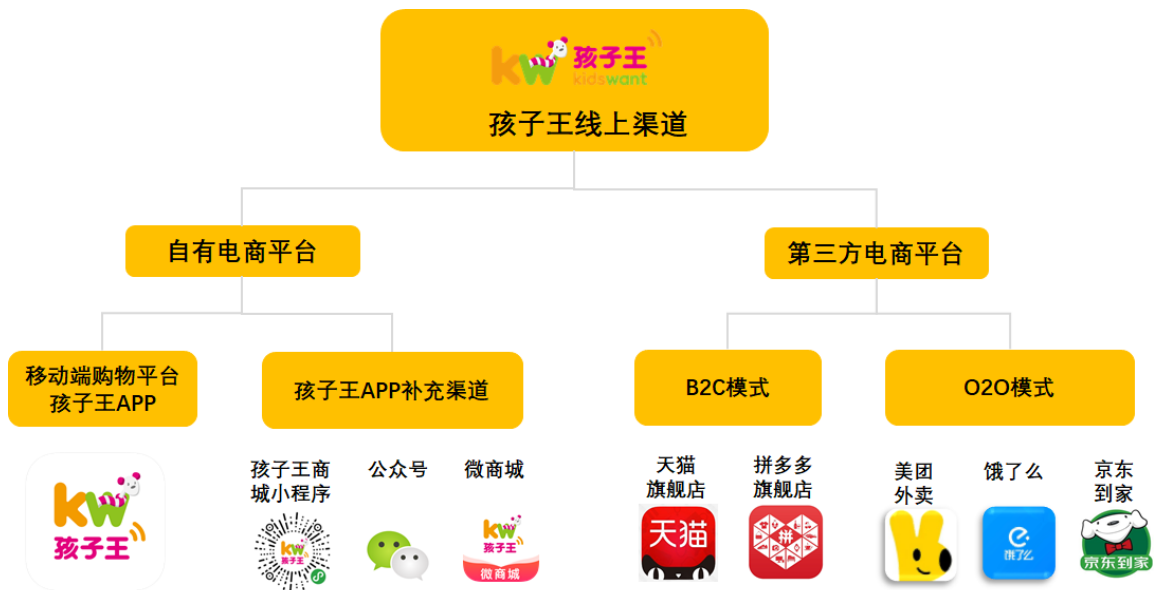 kw 孩子王
kidswant
孩子王线上渠道
自有电商平台
第三方电商平台
移动端购物平台
孩子王APP
孩子王APP补充渠道
B2C模式
O2O模式
孩子王商
城小程序
公众号
微商城
天猫
旗舰店
拼多多
旗舰店
美团
外卖
饿了么
京东
到家
kw
孩子王
kw
孩子王
kw
孩子王
微商城
天猫
拼
饿了么
京东到家